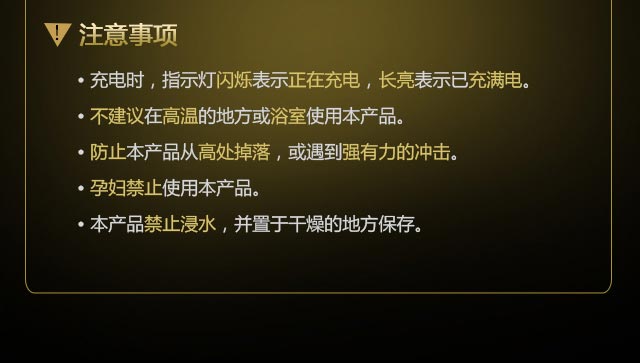 注意事项
• 充电时，指示灯闪烁表示正在充电，长亮表示已充满电。
• 不建议在高温的地方或浴室使用本产品。
• 防止本产品从高处掉落，或遇到强有力的冲击。
• 孕妇禁止使用本产品。
• 本产品禁止浸水，并置于干燥的地方保存。